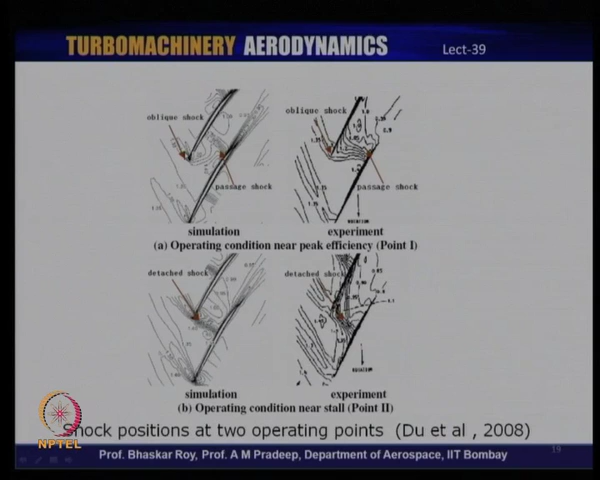 TURBOMACHINERY AERODYNAMICS
Lect-39
oblique shock
passage shock
oblique shock
passage shock
simulation
experiment
(a) Operating condition near peak efficiency (Point I)
detached shock
detached shock
simulation
experiment
(b) Operating condition near stall (Point II)
Shock positions at two operating points (Du et al , 2008)
NPTEL
Prof. Bhaskar Roy, Prof. A M Pradeep, Department of Aerospace, IIT Bombay
19